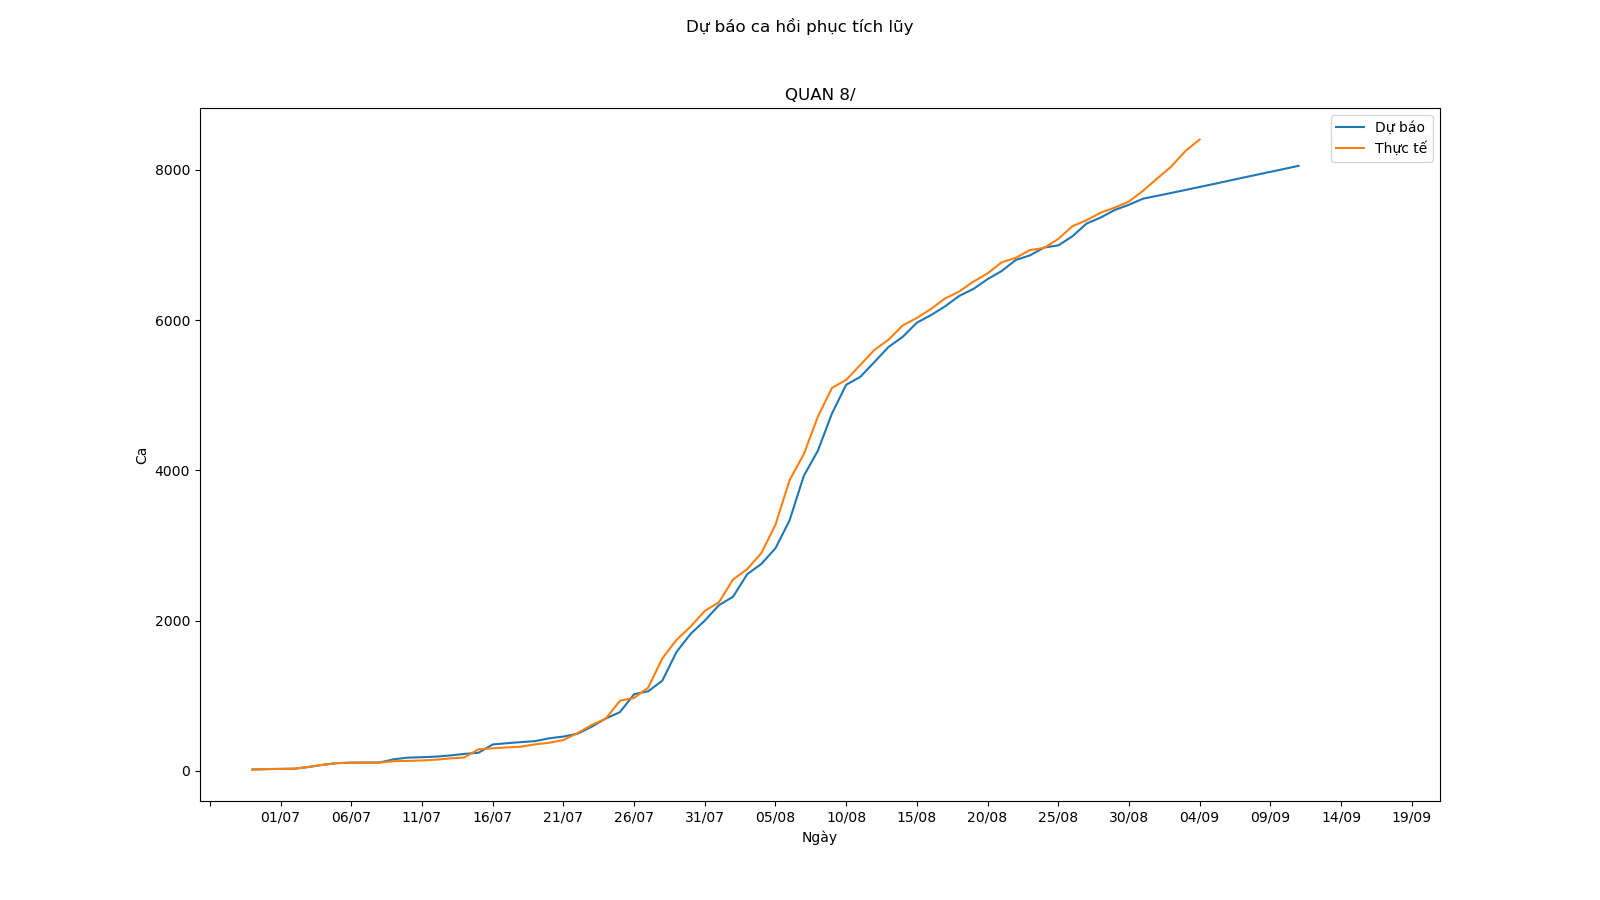 Dự báo ca hồi phục tích lũy
QUAN 8/
Dự báo
Thực tế
8000
6000
4000
2000
0
Ca
01/07 06/07 11/07 16/07 21/07 26/07 31/07 05/08 10/08 15/08 20/08 25/08 30/08 04/09 09/09 14/09 19/09
Ngày